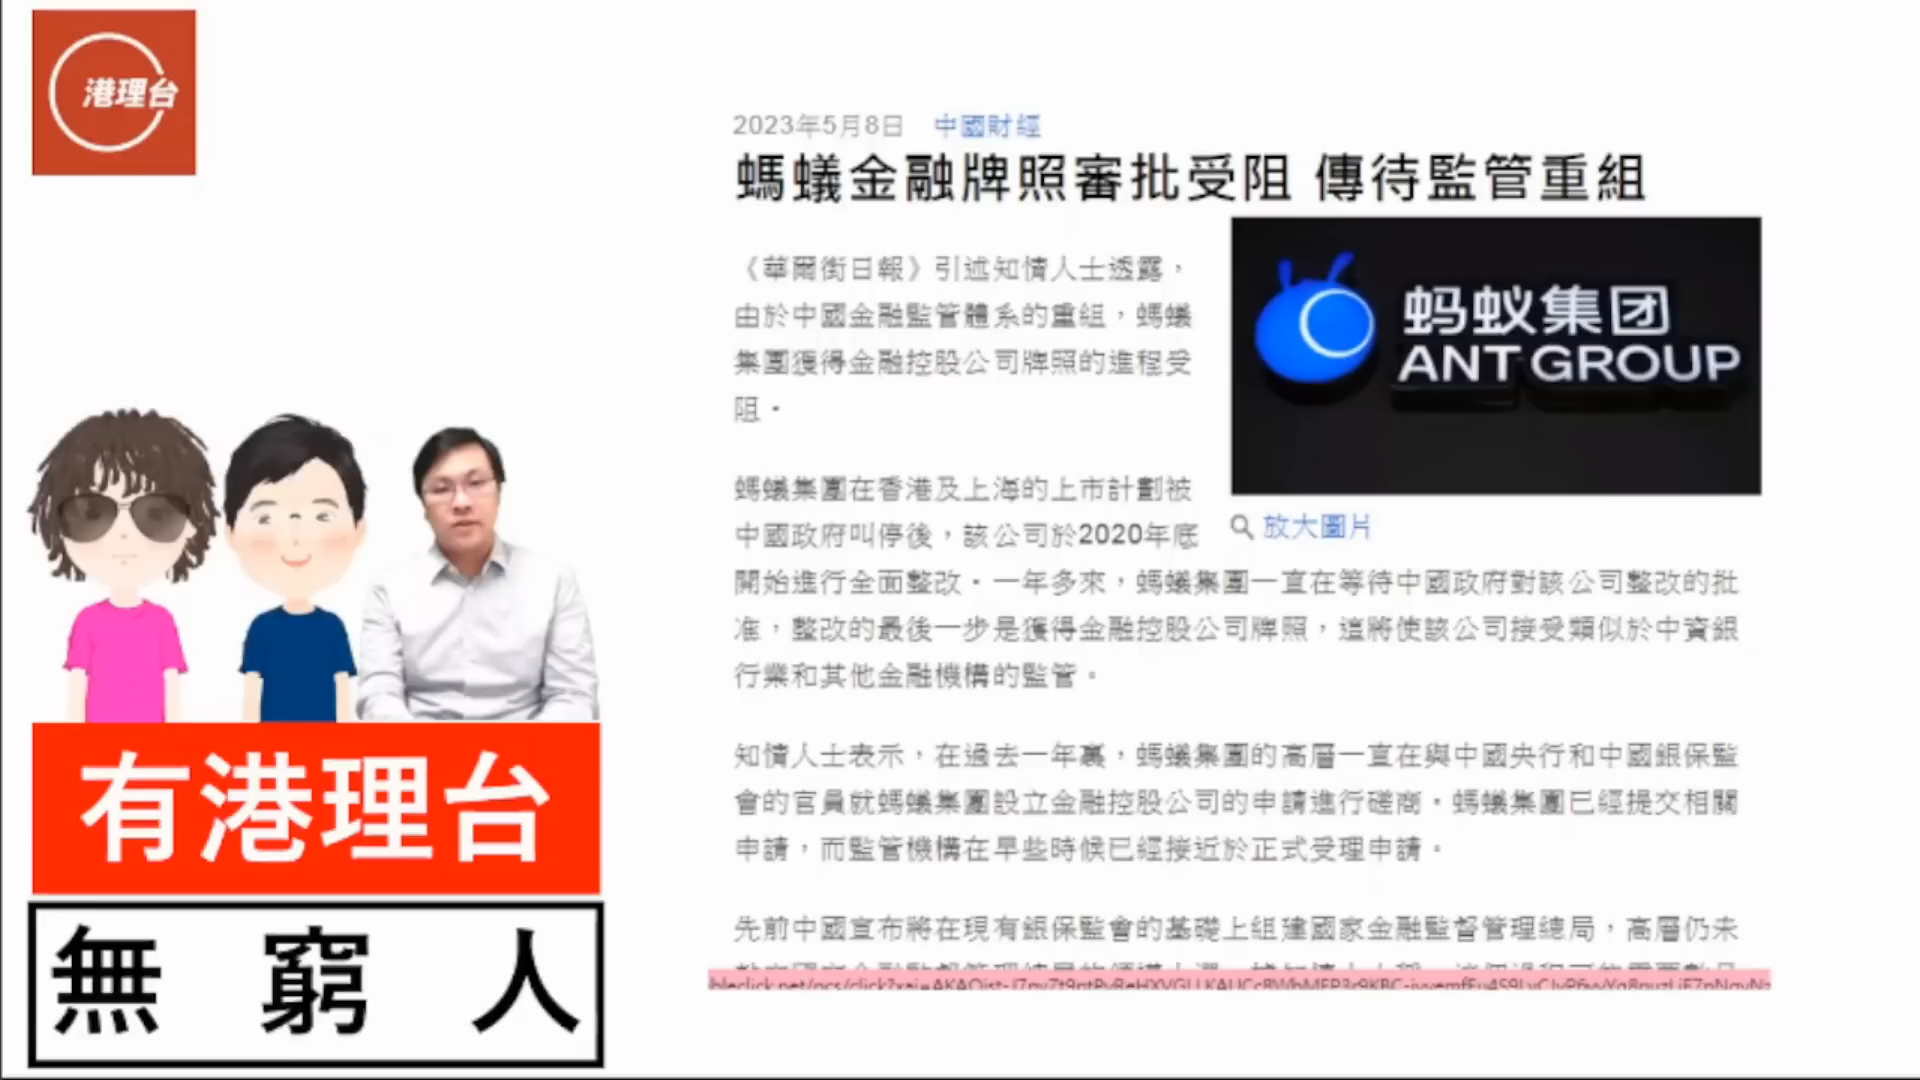 港理台
2023年5月8日 中國財經
螞蟻金融牌照審批受阻 傳待監管重組
《華爾街日報》引述知情人士透露，
由於中國金融監管體系的重組，螞蟻
集團獲得金融控股公司牌照的進程受
阻。
蚂蚁集团
ANT GROUP
放大圖片
螞蟻集團在香港及上海的上市計劃被
中國政府叫停後，該公司於2020年底
開始進行全面整改。一年多來，螞蟻集團一直在等待中國政府對該公司整改的批
准，整改的最後一步是獲得金融控股公司牌照，這將使該公司接受類似於中資銀
行業和其他金融機構的監管。
知情人士表示，在過去一年裏，螞蟻集團的高層一直在與中國央行和中國銀保監
會的官員就螞蟻集團設立金融控股公司的申請進行磋商。螞蟻集團已經提交相關
申請，而監管機構在早些時候已經接近於正式受理申請。
先前中國宣布將在現有銀保監會的基礎上組建國家金融監督管理總局，高層仍未
有港理台
無窮人